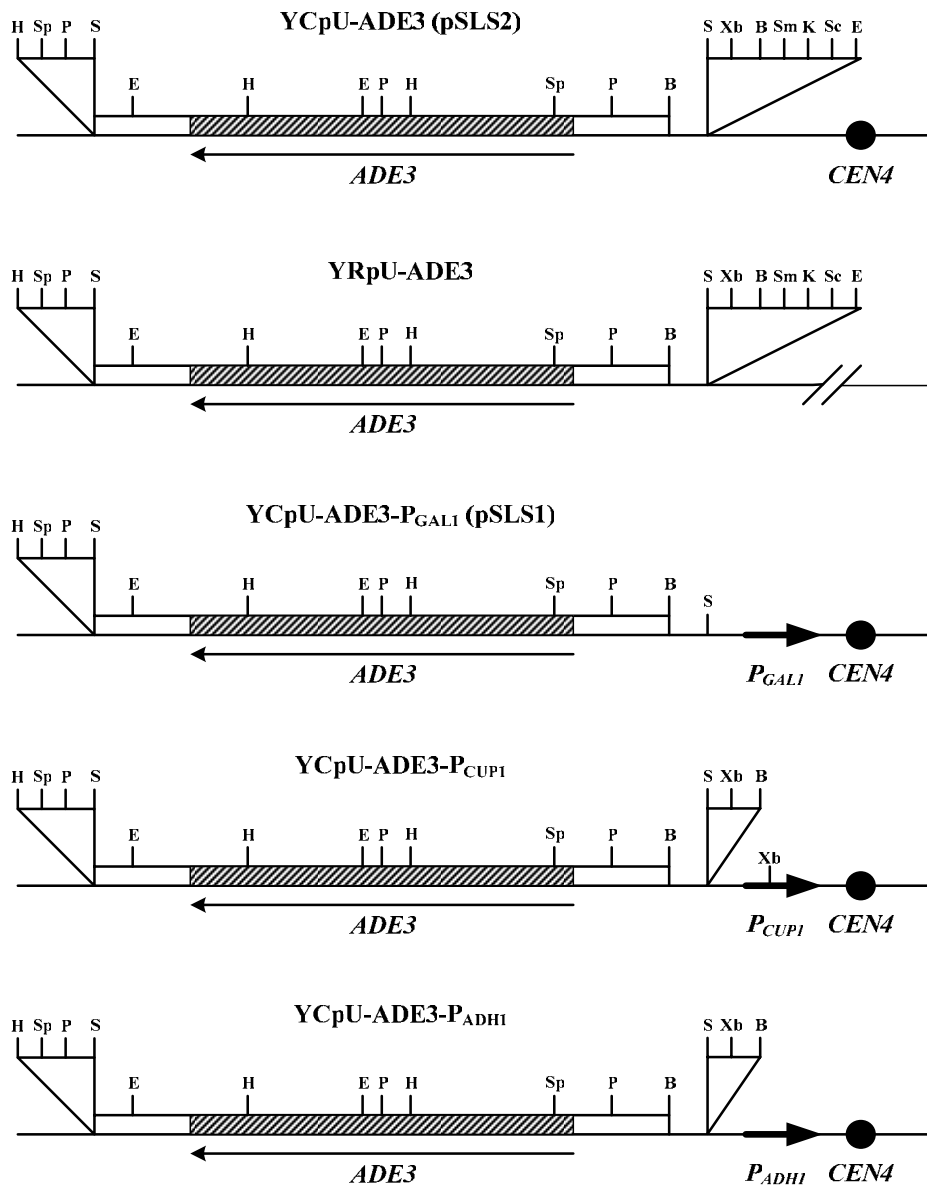 YCpU-ADE3 (pSLS2)
H Sp P S S Xb B Sm K Sc E
E H E P H Sp P B
ADE3 CEN4
YRpU-ADE3
H Sp P S S Xb B Sm K Sc E
E H E P H Sp P B
ADE3
YCpU-ADE3-PGAL1 (pSLS1)
H Sp P S
E H E P H Sp P B S
ADE3 PGAL1 CEN4
YCpU-ADE3-PCUP1
H Sp P S S Xb B
E H E P H Sp P B Xb
ADE3 PCUP1 CEN4
YCpU-ADE3-PADH1
H Sp P S S Xb B
E H E P H Sp P B
ADE3 PADH1 CEN4